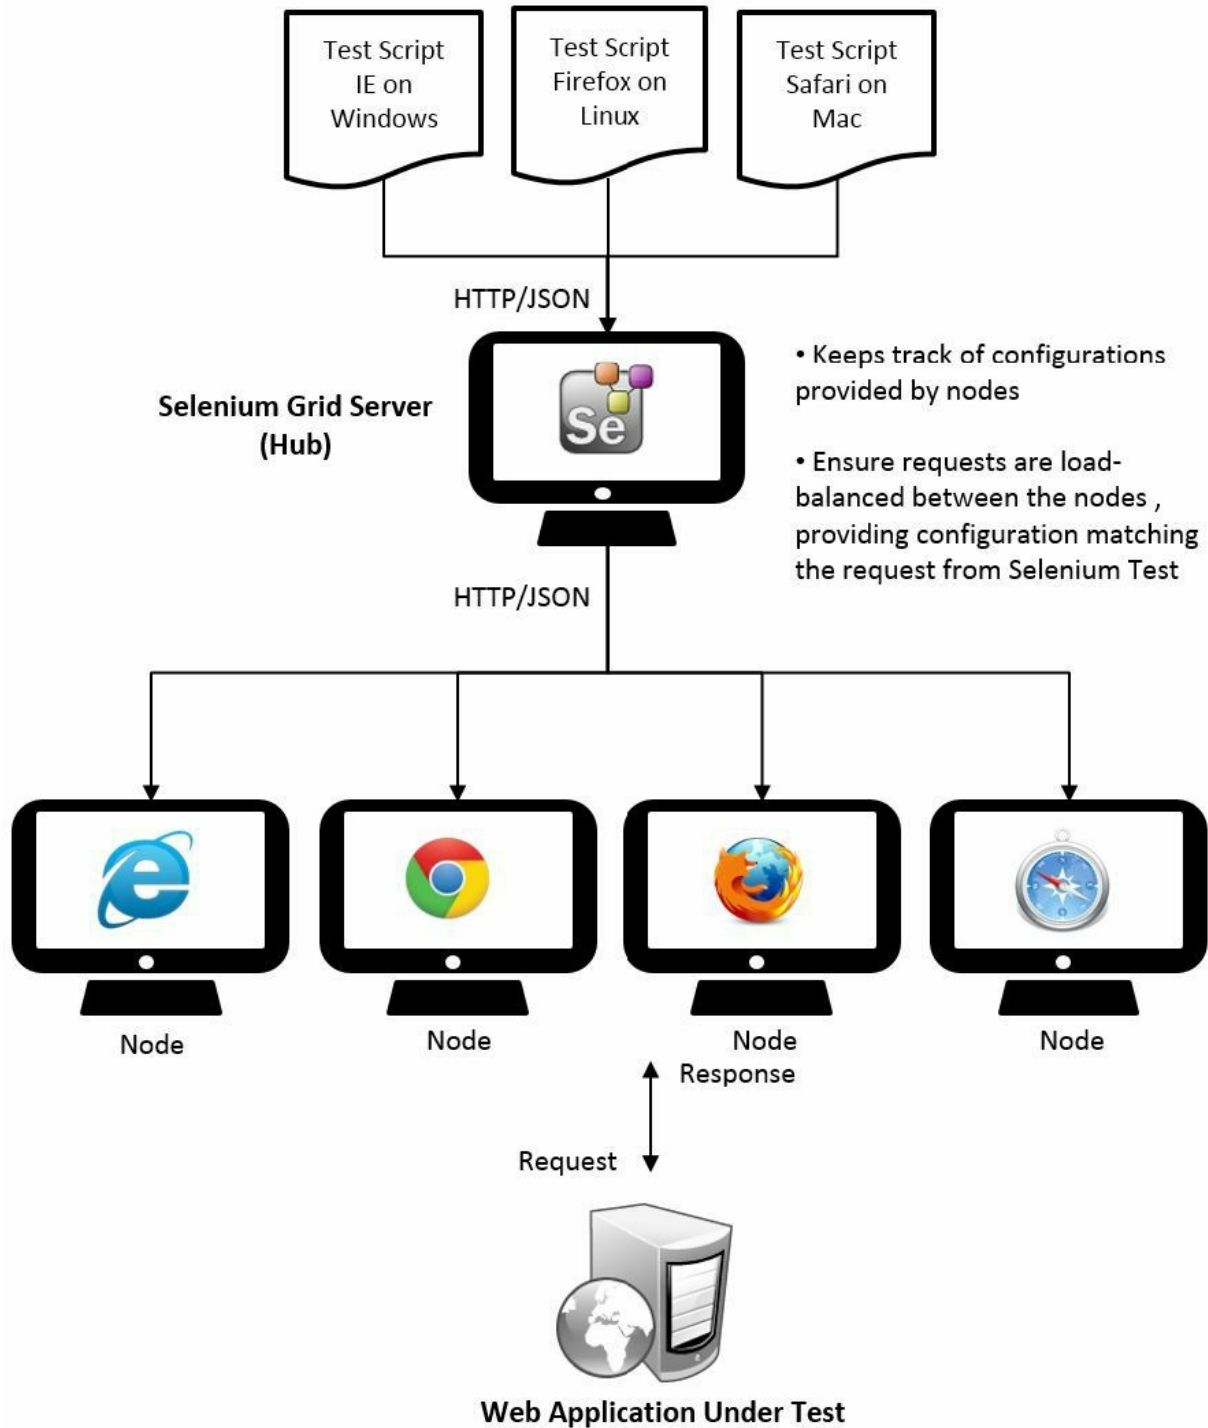 Test Script
IE on
Windows
Test Script
Firefox on
Linux
Test Script
Safari on
Mac
HTTP/JSON
Selenium Grid Server
(Hub)
Se
• Keeps track of configurations
provided by nodes
• Ensure requests are load-
balanced between the nodes ,
providing configuration matching
the request from Selenium Test
HTTP/JSON
Node
Node
Node
Node
Response
Request
Web Application Under Test